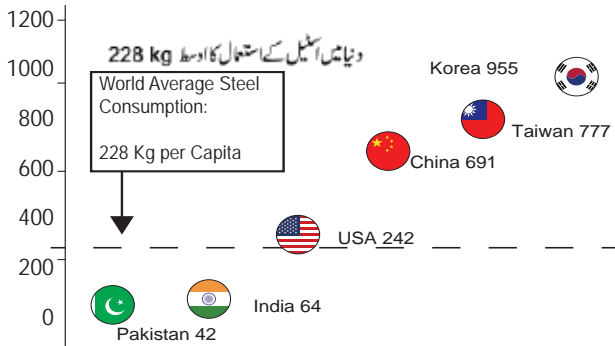 1200
دنیا میں اسٹیل کے استعمال کا اوسط 228 kg
1000
World Average Steel
Consumption:
228 Kg per Capita
Korea 955
800
Taiwan 777
600
China 691
400
USA 242
200
India 64
0
Pakistan 42